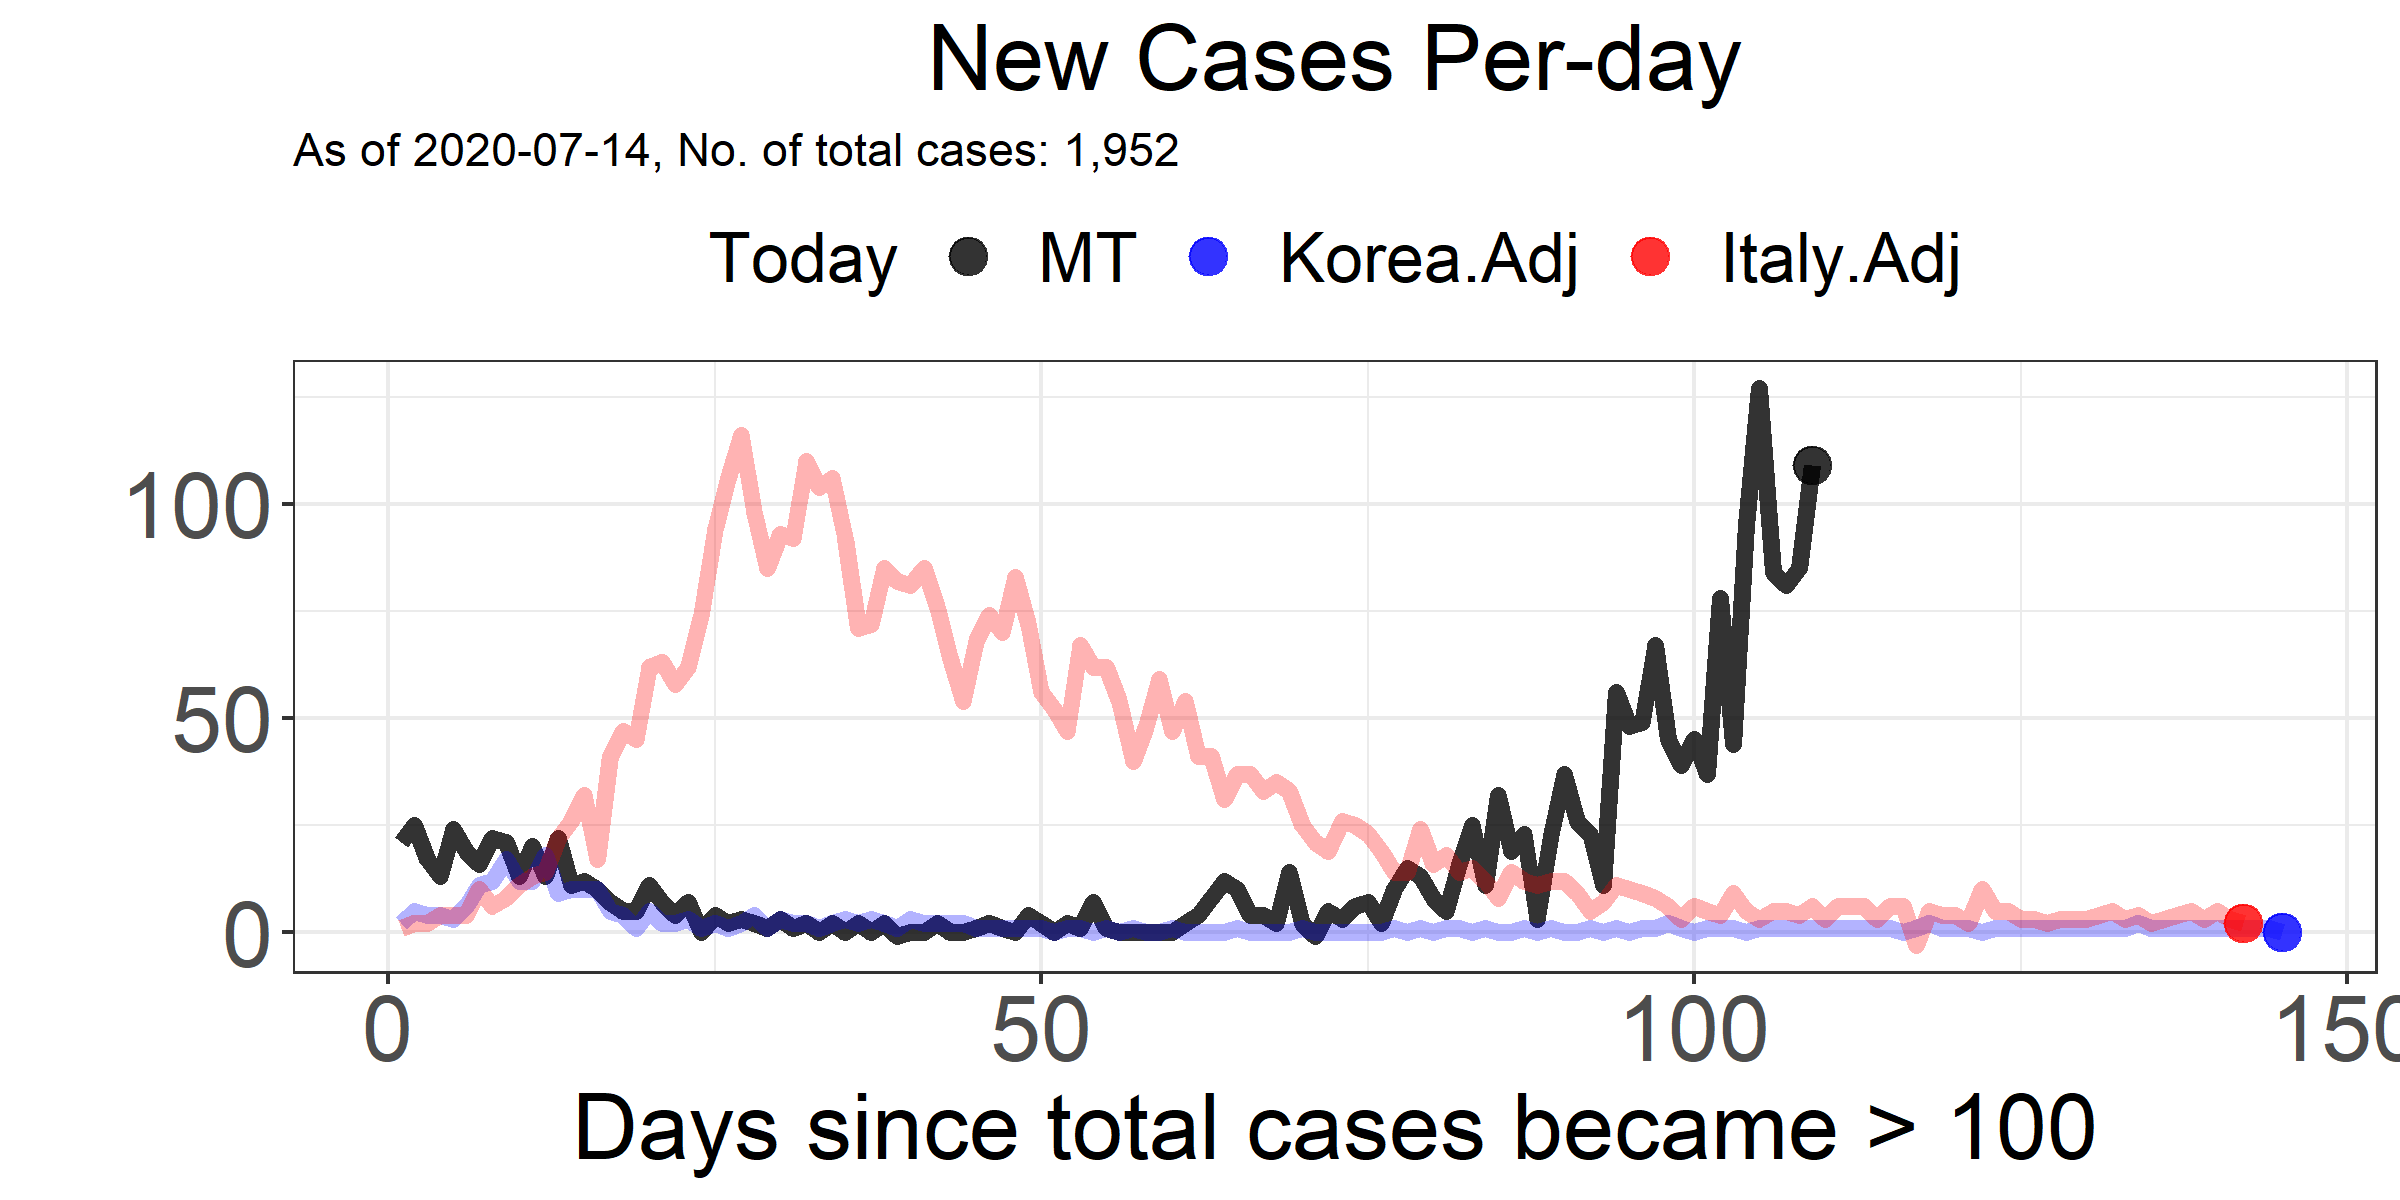 New Cases Per-day
As of 2020-07-14, No. of total cases: 1,952
Today MT Korea.Adj Italy.Adj
100
50
0
0 50 100 150
Days since total cases became > 100